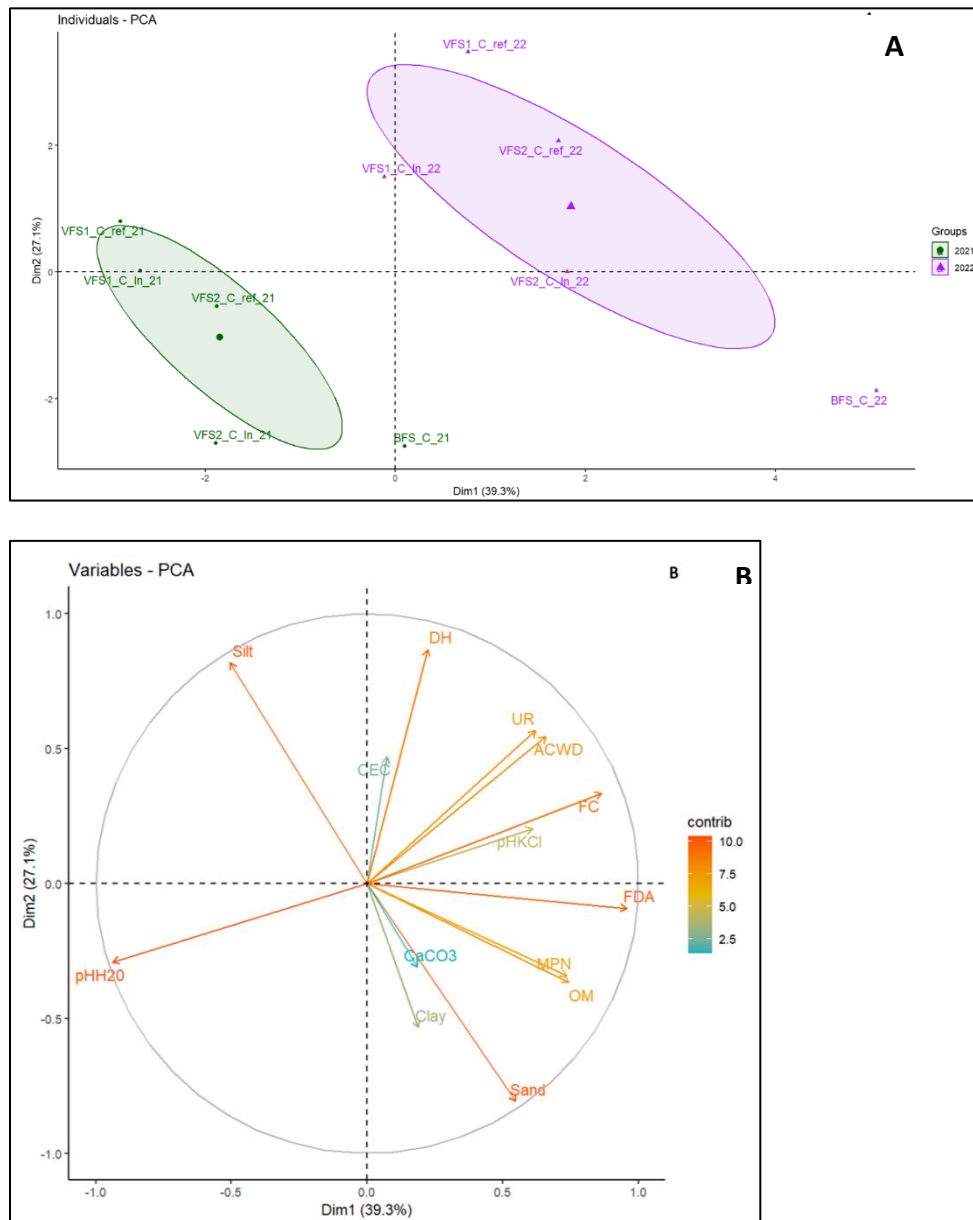 Individuals - PCA
A
VFS1_C_ref_22
2
VFS2_C_ref_22
VFS1_C_In_22
Dim2 (27.1%)
VFS1_C_ref_21
0
VFS1_C_In_21
VFS2_C_In_22
VFS2_C_ref_21
-2
BFS_C_22
VFS2_C_In_21
BFS_C_21
-2 0 2 4
Dim1 (39.3%)
Groups
2021
2022
Variables - PCA
B
B
1.0
DH
Silt
UR
ACWD
0.5
CEC
FC
pHKCl
Dim2 (27.1%)
0.0
FDA
CaCO3
MPN
pHH20
OM
-0.5
Clay
Sand
-1.0
-1.0 -0.5 0.0 0.5 1.0
Dim1 (39.3%)
contrib
10.0
7.5
5.0
2.5